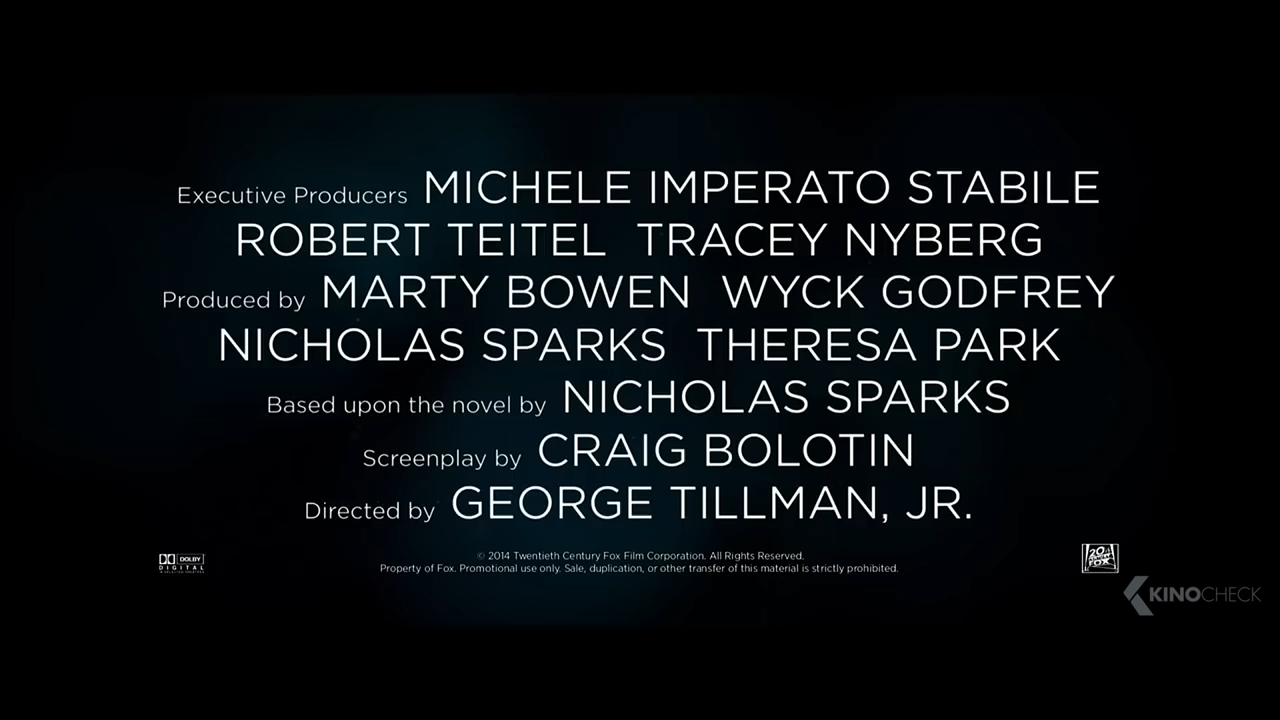 Executive Producers MICHELE IMPERATO STABILE
ROBERT TEITEL TRACEY NYBERG
Produced by MARTY BOWEN WYCK GODFREY
NICHOLAS SPARKS THERESA PARK
Based upon the novel by NICHOLAS SPARKS
Screenplay by CRAIG BOLOTIN
Directed by GEORGE TILLMAN, JR.
DOLBY
DIGITAL
© 2014 Twentieth Century Fox Film Corporation. All Rights Reserved.
Property of Fox. Promotional use only. Sale, duplication, or other transfer of this material is strictly prohibited.
20th
CENTURY
FOX
KINOCHECK